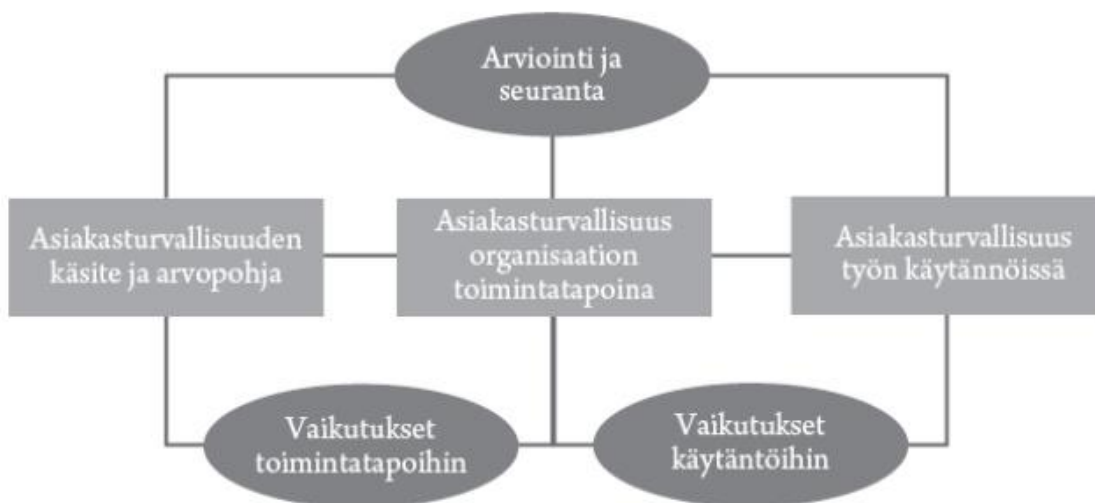 Arviointi ja
seuranta
Asiakasturvallisuuden
käsite ja arvopohja
Asiakasturvallisuus
organisaation
toimintatapoina
Asiakasturvallisuus
työn käytännöissä
Vaikutukset
toimintatapoihin
Vaikutukset
käytäntöihin